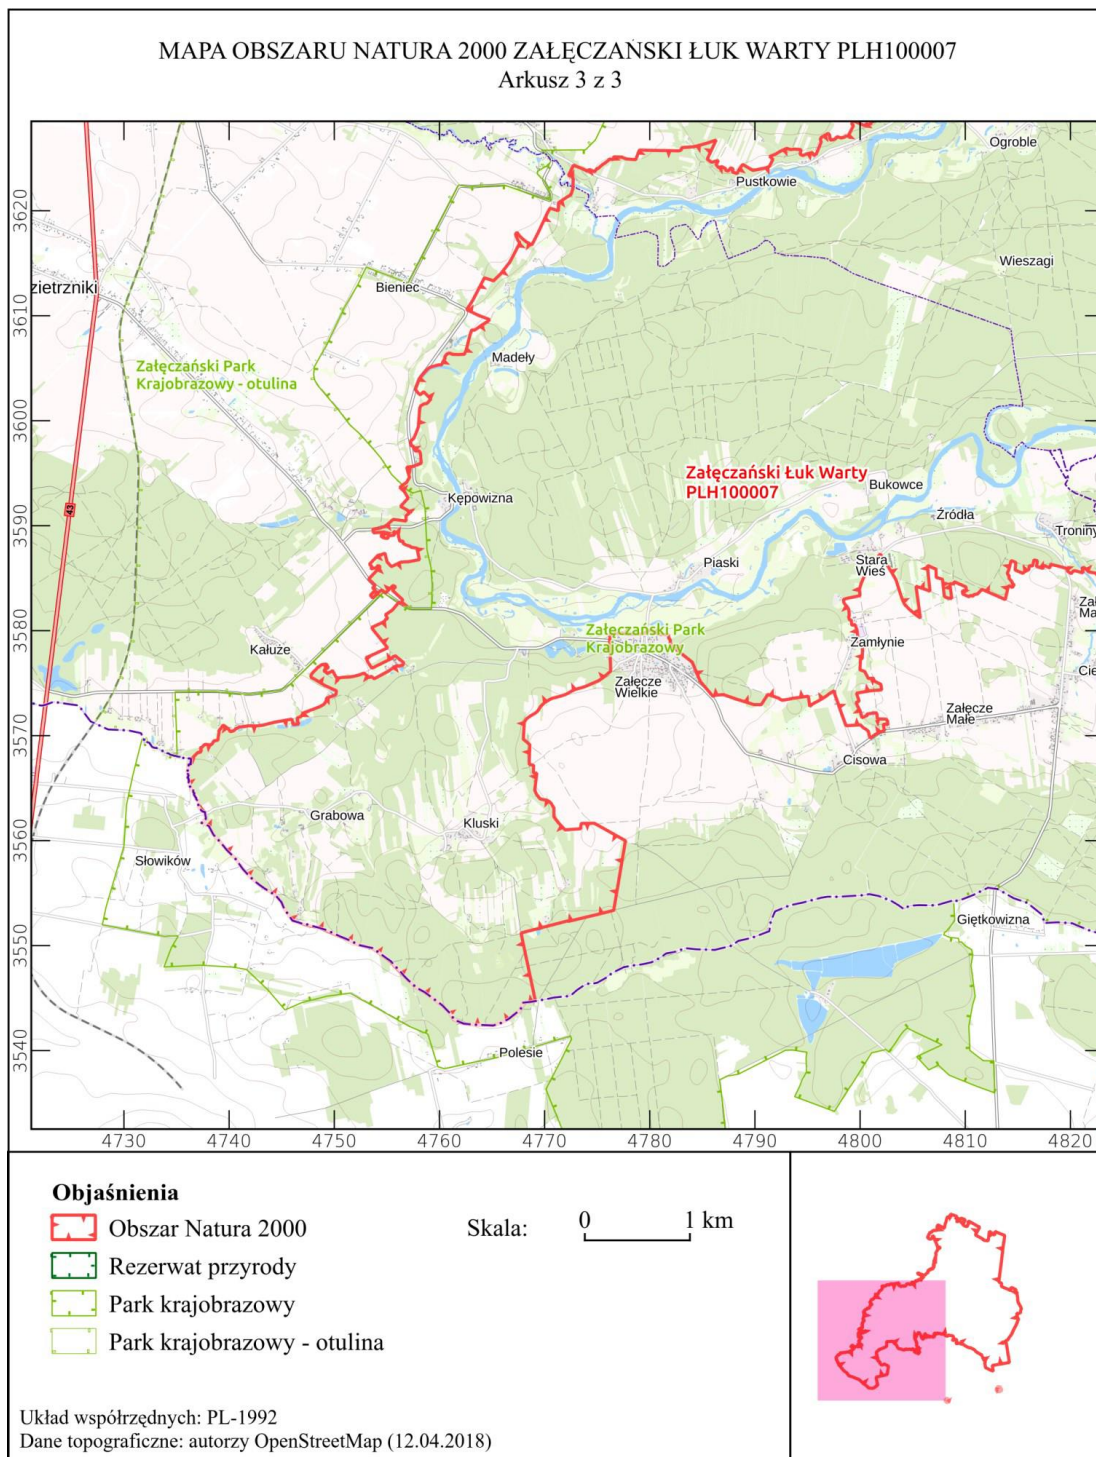 MAPA OBSZARU NATURA 2000 ZAŁĘCZAŃSKI ŁUK WARTY PLH100007
Arkusz 3 z 3
Ogroble
Pustkowie
3620
Wieszagi
zietrzniki
Bieniec
3610
Madeły
Załęczański Park
Krajobrazowy - otulina
3600
Załęczański Łuk Warty
PLH100007
Bukowce
Kępowizna
43
3590
Źródła
Troniny
Piaski
Stara
Wieś
3580
Załęczański Park
Krajobrazowy
Zał
Ma
Zamłynie
Kałuże
Cie
Załęcze
Wielkie
Załęcze
Małe
3570
Cisowa
Grabowa
Kluski
3560
Słowików
Giętkowizna
3550
Polesie
3540
4730 4740 4750 4760 4770 4780 4790 4800 4810 4820
Objaśnienia
Obszar Natura 2000
Rezerwat przyrody
Park krajobrazowy
Park krajobrazowy - otulina
Skala:
0 1 km
Układ współrzędnych: PL-1992
Dane topograficzne: autorzy OpenStreetMap (12.04.2018)